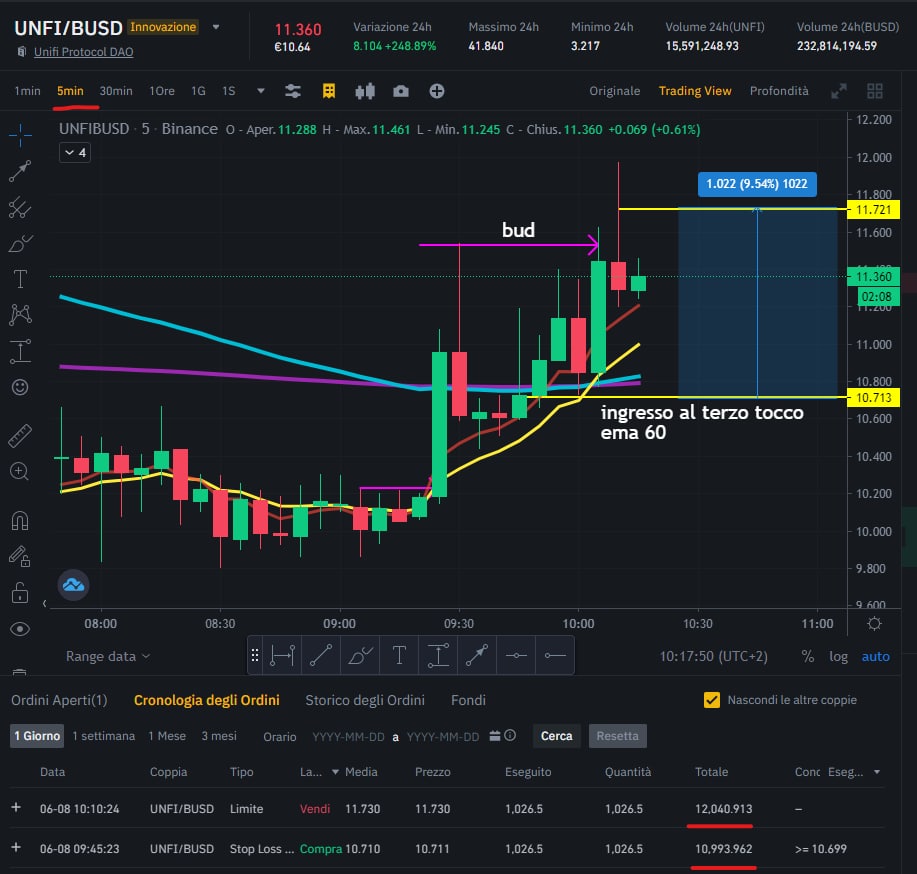 UNFI/BUSD Innovazione
Unifi Protocol DAO
11.360
€10.64
Variazione 24h
8.104 +248.89%
Massimo 24h
41.840
Minimo 24h
3.217
Volume 24h(UNFI)
15,591,248.93
Volume 24h(BUSD)
232,814,194.59
1min 5min 30min 1Ore 1G 1S
Originale Trading View Profondità
UNFIBUSD · 5 · Binance O - Aper. 11.288 H - Max. 11.461 L - Min. 11.245 C - Chius. 11.360 +0.069 (+0.61%)
4
12.200
12.000
11.800
11.721
11.600
11.360
02:08
11.200
11.000
10.800
10.713
10.600
10.400
10.200
10.000
9.800
9.600
1.022 (9.54%) 1022
bud
ingresso al terzo tocco
ema 60
08:00 08:30 09:00 09:30 10:00 10:30 11:00
Range data 10:17:50 (UTC+2) % log auto
Ordini Aperti(1) Cronologia degli Ordini Storico degli Ordini Fondi Nascondi le altre coppie
1 Giorno 1 settimana 1 Mese 3 mesi Orario YYYY-MM-DD a YYYY-MM-DD Cerca Resetta
Data Coppia Tipo La... Media Prezzo Eseguito Quantità Totale Conc Eseg...
06-08 10:10:24 UNFI/BUSD Limite Vendi 11.730 11.730 1,026.5 1,026.5 12,040.913 –
06-08 09:45:23 UNFI/BUSD Stop Loss ... Compra 10.710 10.711 1,026.5 1,026.5 10,993.962 >= 10.699